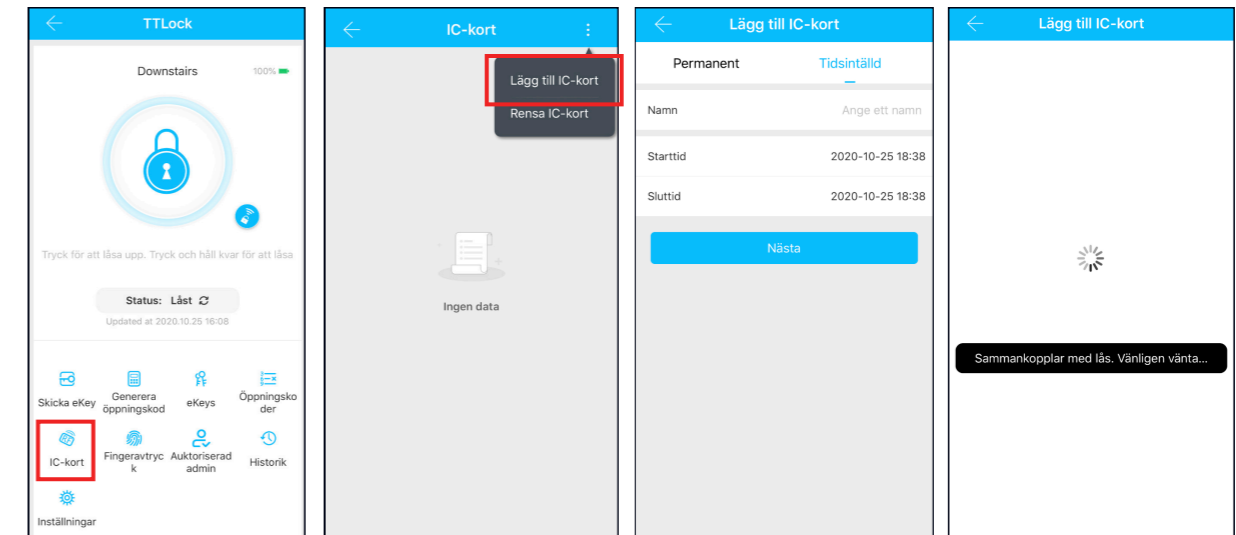 TTLock
Downstairs
100%
Tryck för att låsa upp. Tryck och håll kvar för att låsa
Status: Låst
Updated at 2020.10.25 16:08
Skicka eKey
Generera
öppningskod
eKeys
Öppningsko
der
IC-kort
Fingeravtryc
k
Auktoriserad
admin
Historik
Inställningar
IC-kort
Lägg till IC-kort
Rensa IC-kort
Ingen data
Lägg till IC-kort
Permanent
Tidsintälld
Namn
Ange ett namn
Starttid
2020-10-25 18:38
Sluttid
2020-10-25 18:38
Nästa
Lägg till IC-kort
Sammankopplar med lås. Vänligen vänta...